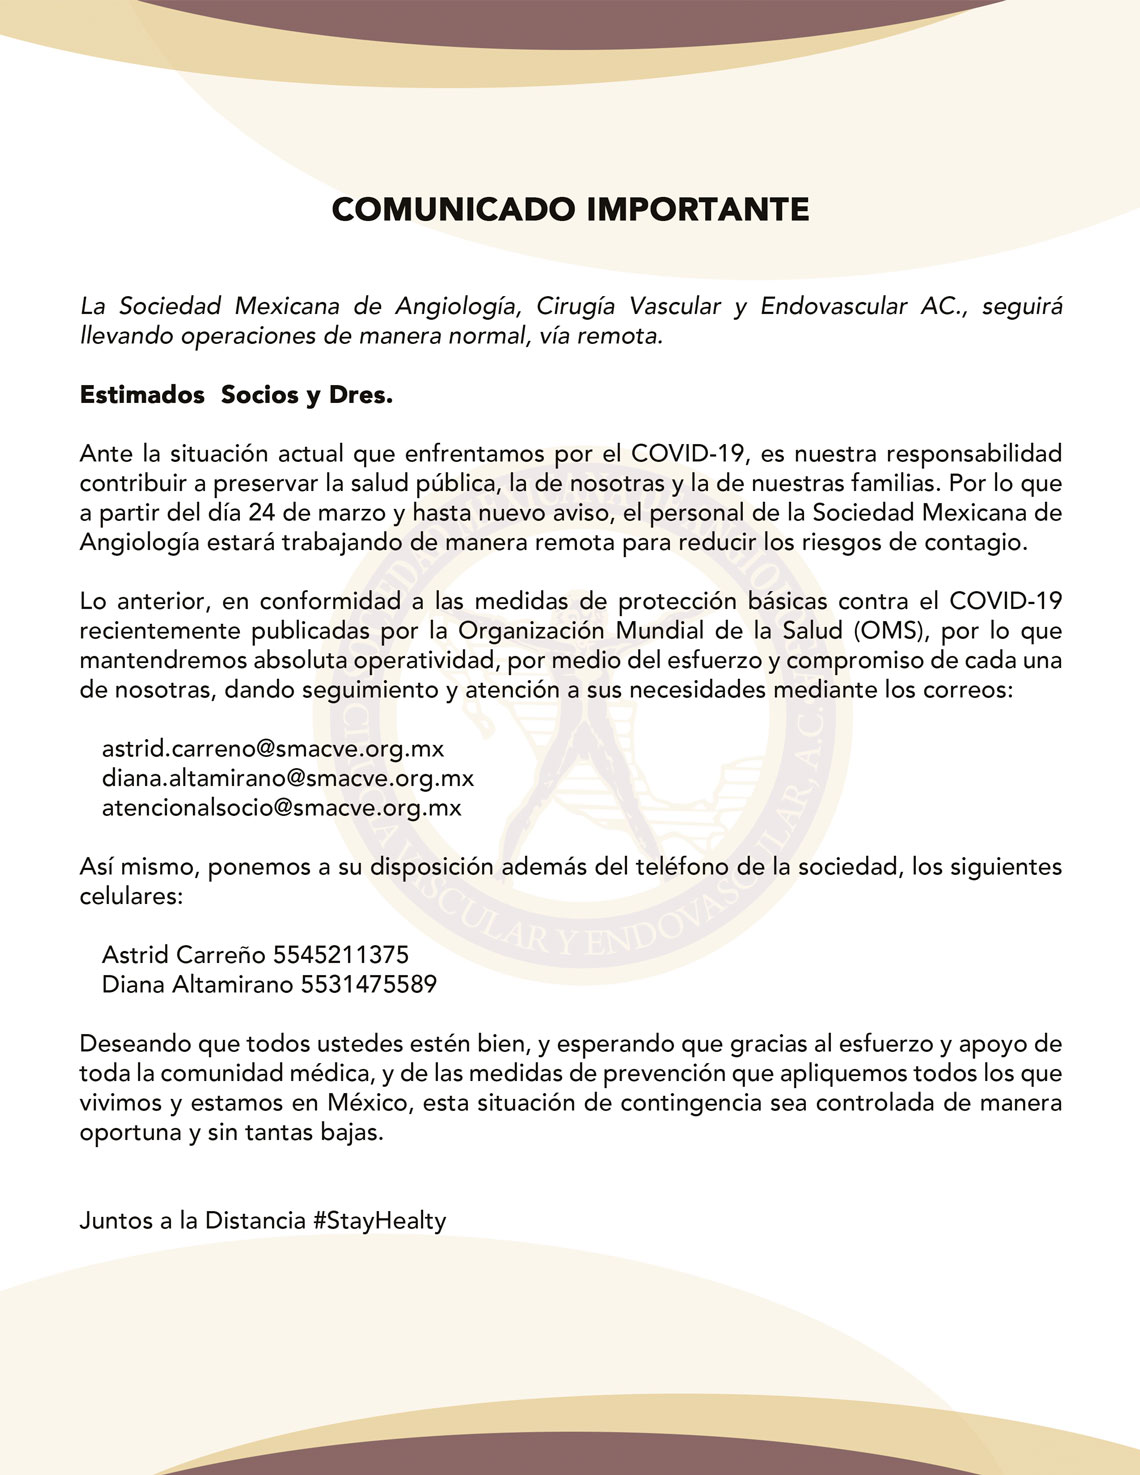 COMUNICADO IMPORTANTE
La Sociedad Mexicana de Angiología, Cirugía Vascular y Endovascular AC., seguirá
llevando operaciones de manera normal, vía remota.
Estimados Socios y Dres.
Ante la situación actual que enfrentamos por el COVID-19, es nuestra responsabilidad
contribuir a preservar la salud pública, la de nosotras y la de nuestras familias. Por lo que
a partir del día 24 de marzo y hasta nuevo aviso, el personal de la Sociedad Mexicana de
Angiología estará trabajando de manera remota para reducir los riesgos de contagio.
Lo anterior, en conformidad a las medidas de protección básicas contra el COVID-19
recientemente publicadas por la Organización Mundial de la Salud (OMS), por lo que
mantendremos absoluta operatividad, por medio del esfuerzo y compromiso de cada una
de nosotras, dando seguimiento y atención a sus necesidades mediante los correos:
astrid.carreno@smacve.org.mx
diana.altamirano@smacve.org.mx
atencionalsocio@smacve.org.mx
Así mismo, ponemos a su disposición además del teléfono de la sociedad, los siguientes
celulares:
Astrid Carreño 5545211375
Diana Altamirano 5531475589
Deseando que todos ustedes estén bien, y esperando que gracias al esfuerzo y apoyo de
toda la comunidad médica, y de las medidas de prevención que apliquemos todos los que
vivimos y estamos en México, esta situación de contingencia sea controlada de manera
oportuna y sin tantas bajas.
Juntos a la Distancia #StayHealty
SOCIEDAD MEXICANA DE ANGIOLOGIA
CIRUGIA VASCULAR Y ENDOVASCULAR, A.C.